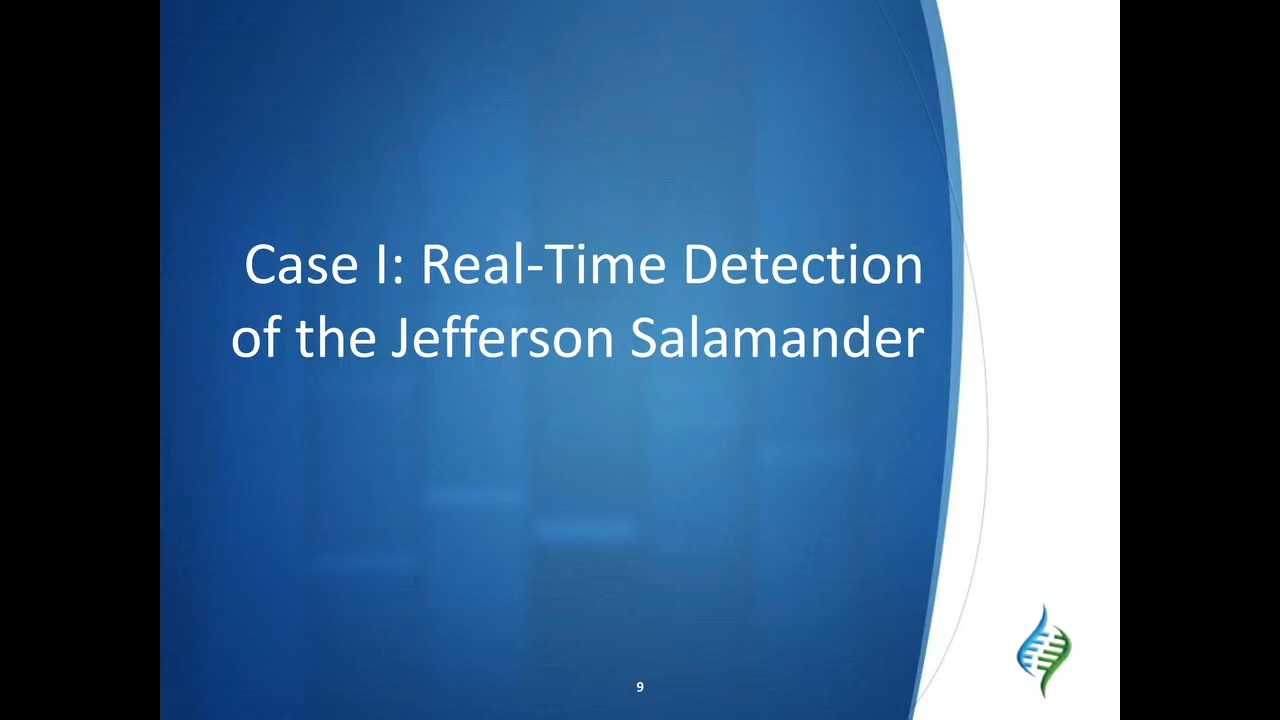 Case I: Real-Time Detection
of the Jefferson Salamander
9